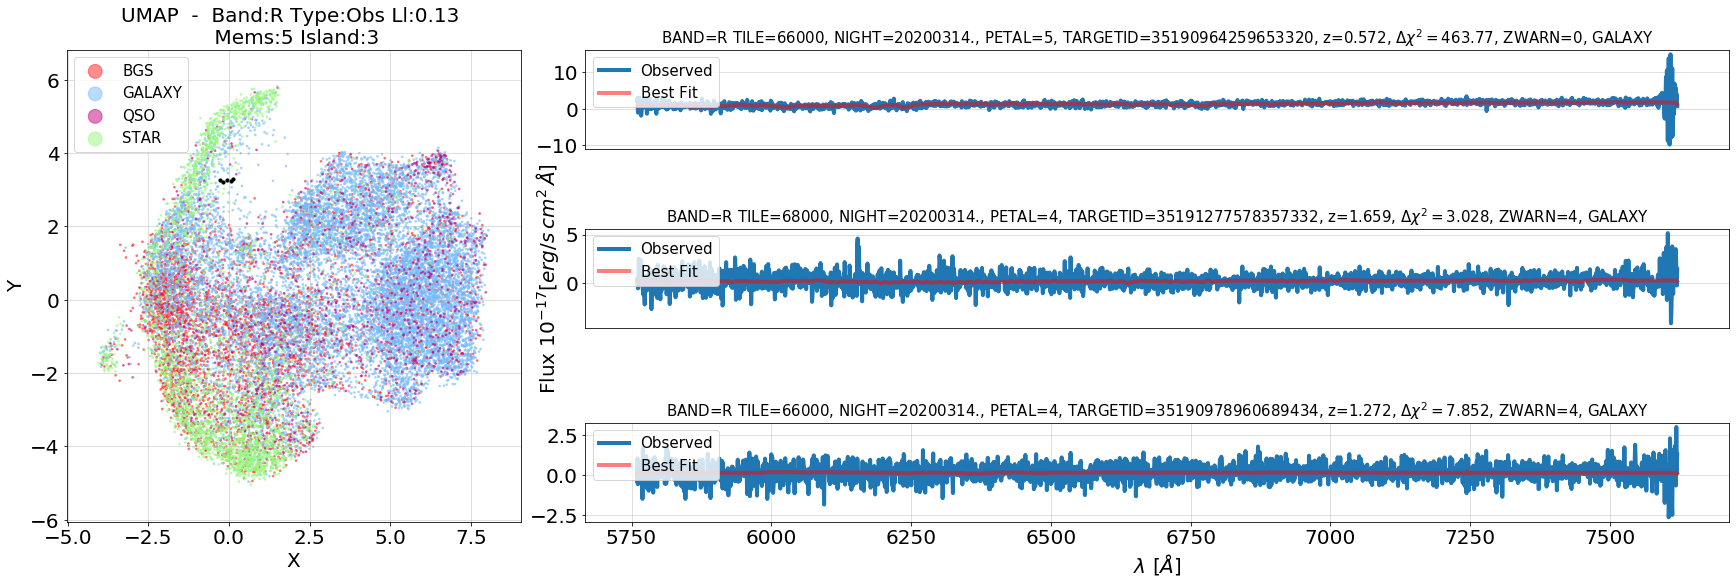 UMAP  -  Band:R Type:Obs Ll:0.13
Mems:5 Island:3
BGS
GALAXY
QSO
STAR
6
4
2
0
−2
−4
−6
Y
−5.0 −2.5 0.0 2.5 5.0 7.5
X
BAND=R TILE=66000, NIGHT=20200314., PETAL=5, TARGETID=35190964259653320, z=0.572, Δχ² = 463.77, ZWARN=0, GALAXY
Observed
Best Fit
10
0
−10
BAND=R TILE=68000, NIGHT=20200314., PETAL=4, TARGETID=35191277578357332, z=1.659, Δχ² = 3.028, ZWARN=4, GALAXY
Observed
Best Fit
5
0
Flux 10⁻¹⁷[erg/s cm² Å]
BAND=R TILE=66000, NIGHT=20200314., PETAL=4, TARGETID=35190978960689434, z=1.272, Δχ² = 7.852, ZWARN=4, GALAXY
Observed
Best Fit
2.5
0.0
−2.5
5750 6000 6250 6500 6750 7000 7250 7500
λ [Å]